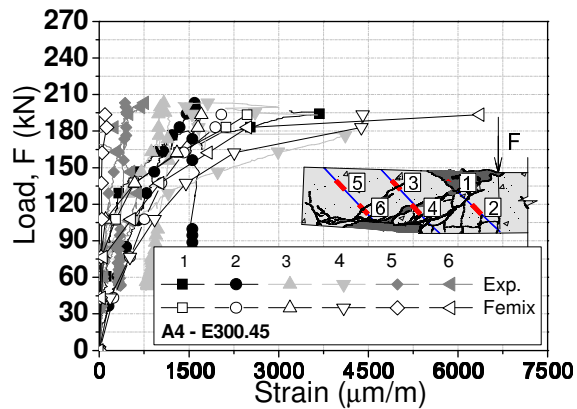 Load, F (kN)
270
240
210
180
150
120
90
60
30
0
F
5 3 1
6 4 2
1 2 3 4 5 6
Exp.
Femix
A4 - E300.45
0 1500 3000 4500 6000 7500
Strain (μm/m)